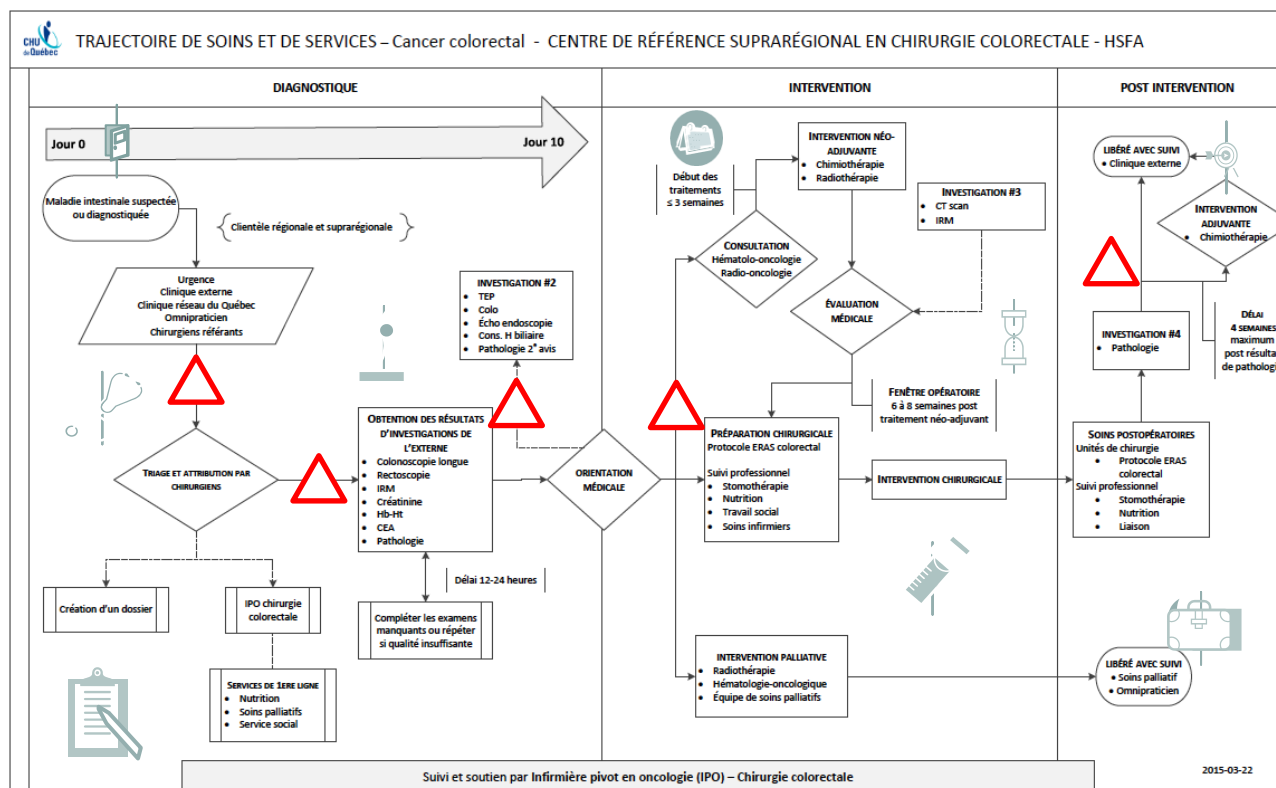 CHU
de Québec
TRAJECTOIRE DE SOINS ET DE SERVICES – Cancer colorectal - CENTRE DE RÉFÉRENCE SUPRARÉGIONAL EN CHIRURGIE COLORECTALE - HSFA
DIAGNOSTIQUE
INTERVENTION
POST INTERVENTION
Jour 0
Jour 10
Maladie intestinale suspectée
ou diagnostiquée
Clientèle régionale et suprarégionale
Urgence
Clinique externe
Clinique réseau du Québec
Omnipraticien
Chirurgiens référants
TRIAGE ET ATTRIBUTION PAR
CHIRURGIENS
Création d'un dossier
IPO chirurgie
colorectale
SERVICES DE 1ERE LIGNE
• Nutrition
• Soins palliatifs
• Service social
INVESTIGATION #2
• TEP
• Colo
• Écho endoscopie
• Cons. H biliaire
• Pathologie 2e avis
OBTENTION DES RÉSULTATS
D'INVESTIGATIONS DE
L'EXTERNE
• Colonoscopie longue
• Rectoscopie
• IRM
• Créatinine
• Hb-Ht
• CEA
• Pathologie
Délai 12-24 heures
Compléter les examens
manquants ou répéter
si qualité insuffisante
ORIENTATION
MÉDICALE
Début des
traitements
≤ 3 semaines
CONSULTATION
Hématolo-oncologie
Radio-oncologie
INTERVENTION NÉO-
ADJUVANTE
• Chimiothérapie
• Radiothérapie
INVESTIGATION #3
• CT scan
• IRM
ÉVALUATION
MÉDICALE
FENÊTRE OPÉRATOIRE
6 à 8 semaines post
traitement néo-adjuvant
PRÉPARATION CHIRURGICALE
Protocole ERAS colorectal
Suivi professionnel
• Stomothérapie
• Nutrition
• Travail social
• Soins infirmiers
INTERVENTION CHIRURGICALE
INTERVENTION PALLIATIVE
• Radiothérapie
• Hématologie-oncologique
• Équipe de soins palliatifs
LIBÉRÉ AVEC SUIVI
• Clinique externe
INTERVENTION
ADJUVANTE
• Chimiothérapie
INVESTIGATION #4
• Pathologie
DÉLAI
4 SEMAINES
maximum
post résulta
de pathologi
SOINS POSTOPÉRATOIRES
Unités de chirurgie
• Protocole ERAS
colorectal
Suivi professionnel
• Stomothérapie
• Nutrition
• Liaison
LIBÉRÉ AVEC SUIVI
• Soins palliatif
• Omnipraticien
Suivi et soutien par Infirmière pivot en oncologie (IPO) – Chirurgie colorectale
2015-03-22